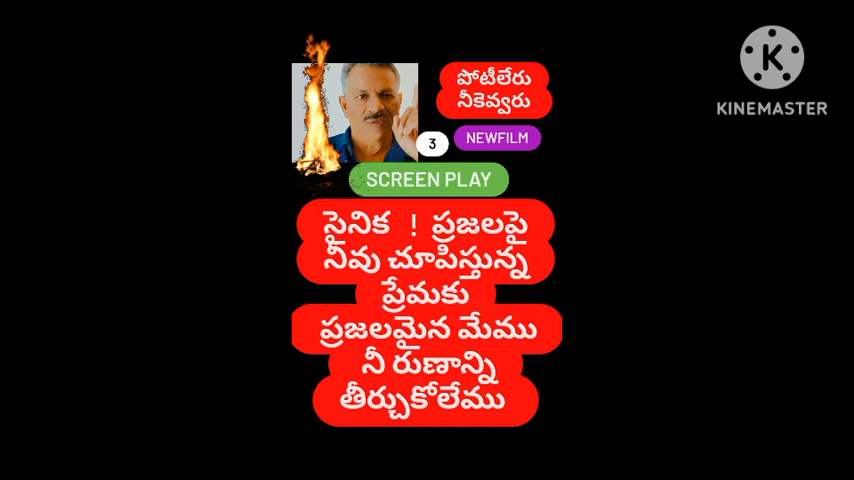 పోటీలేరు
నీకెవ్వరు
3
NEWFILM
SCREEN PLAY
సైనిక ! ప్రజలపై
నీవు చూపిస్తున్న
ప్రేమకు
ప్రజలమైన మేము
నీ రుణాన్ని
తీర్చుకోలేము
K
KINEMASTER